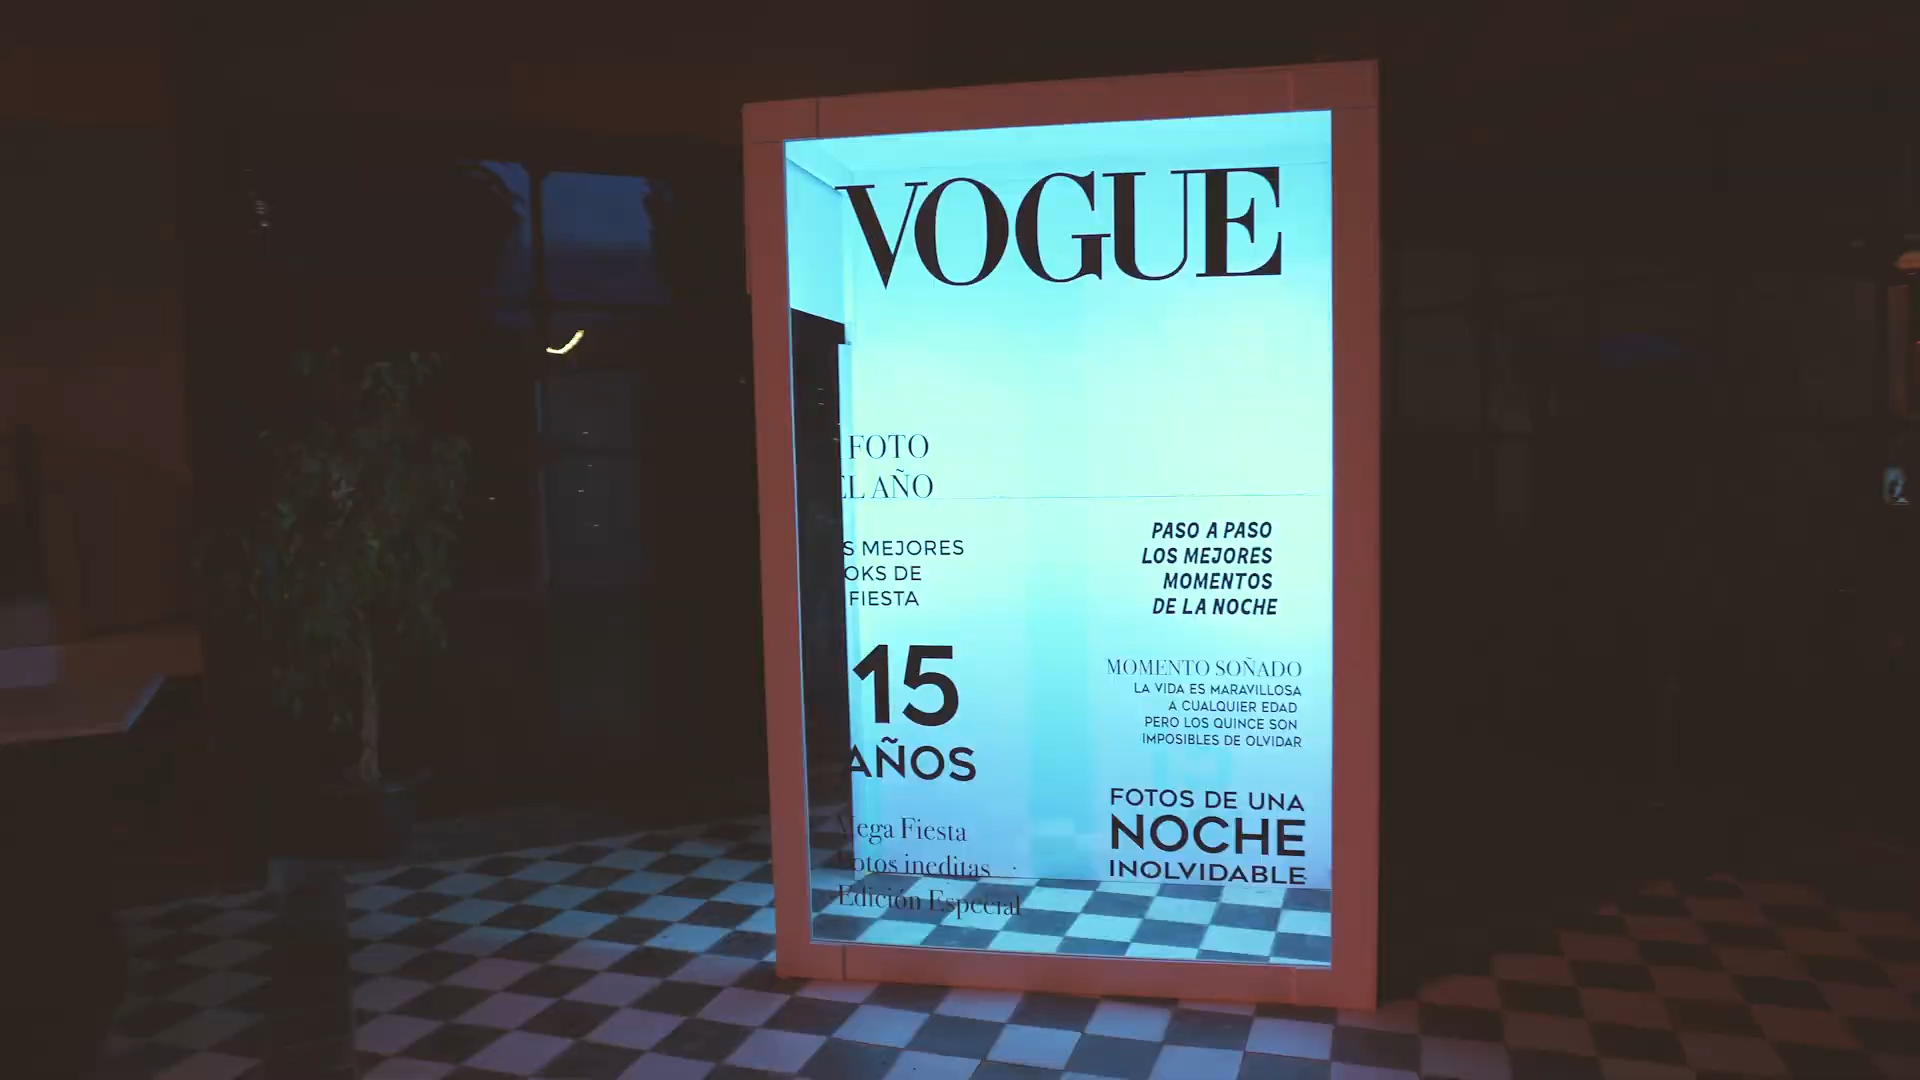 VOGUE
FOTO
EL AÑO
S MEJORES
OKS DE
FIESTA
15
AÑOS
Mega Fiesta
Fotos ineditas
Edición Especial
PASO A PASO
LOS MEJORES
MOMENTOS
DE LA NOCHE
MOMENTO SOÑADO
LA VIDA ES MARAVILLOSA
A CUALQUIER EDAD
PERO LOS QUINCE SON
IMPOSIBLES DE OLVIDAR
FOTOS DE UNA
NOCHE
INOLVIDABLE